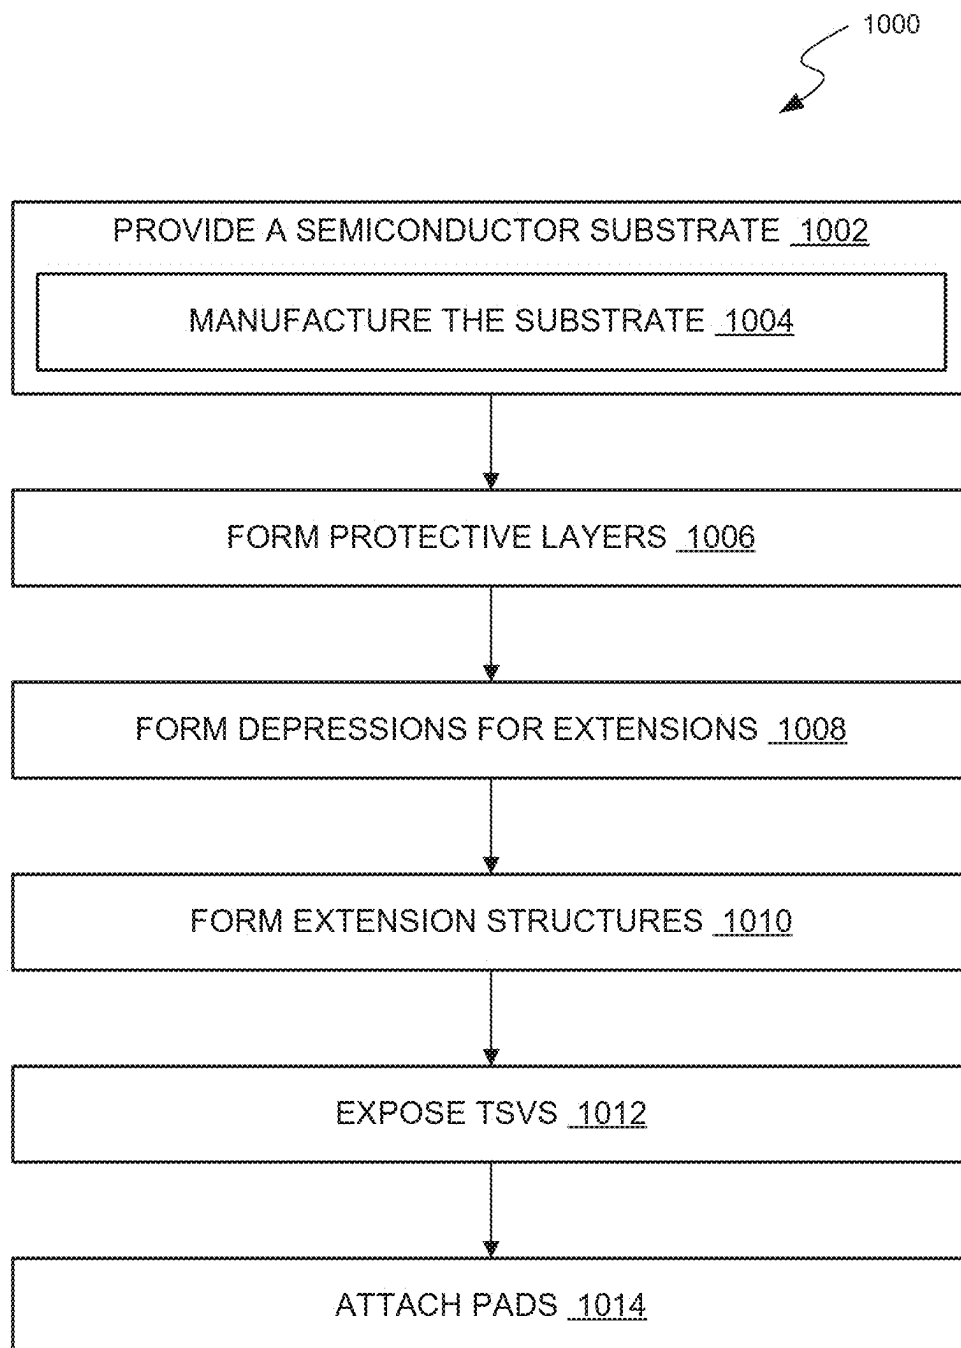 1000
PROVIDE A SEMICONDUCTOR SUBSTRATE 1002
MANUFACTURE THE SUBSTRATE 1004
FORM PROTECTIVE LAYERS 1006
FORM DEPRESSIONS FOR EXTENSIONS 1008
FORM EXTENSION STRUCTURES 1010
EXPOSE TSVS 1012
ATTACH PADS 1014